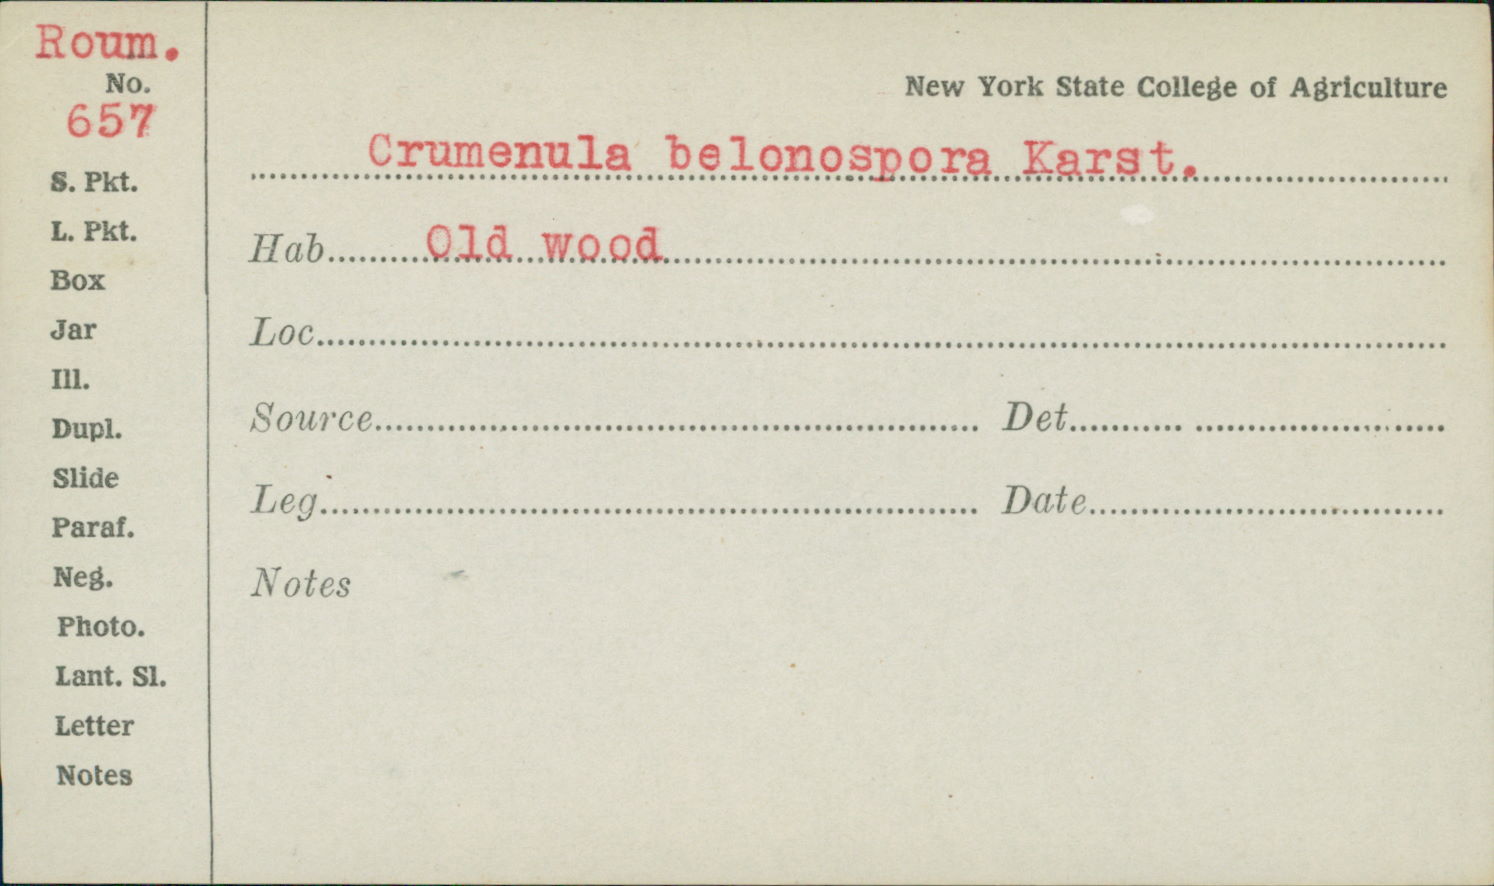 Roum.
No.
657
S. Pkt.
L. Pkt.
Box
Jar
Ill.
Dupl.
Slide
Paraf.
Neg.
Photo.
Lant. Sl.
Letter
Notes
New York State College of Agriculture
Crumenula belonospora Karst.
Hab. Old wood
Loc.
Source Det.
Leg. Date
Notes